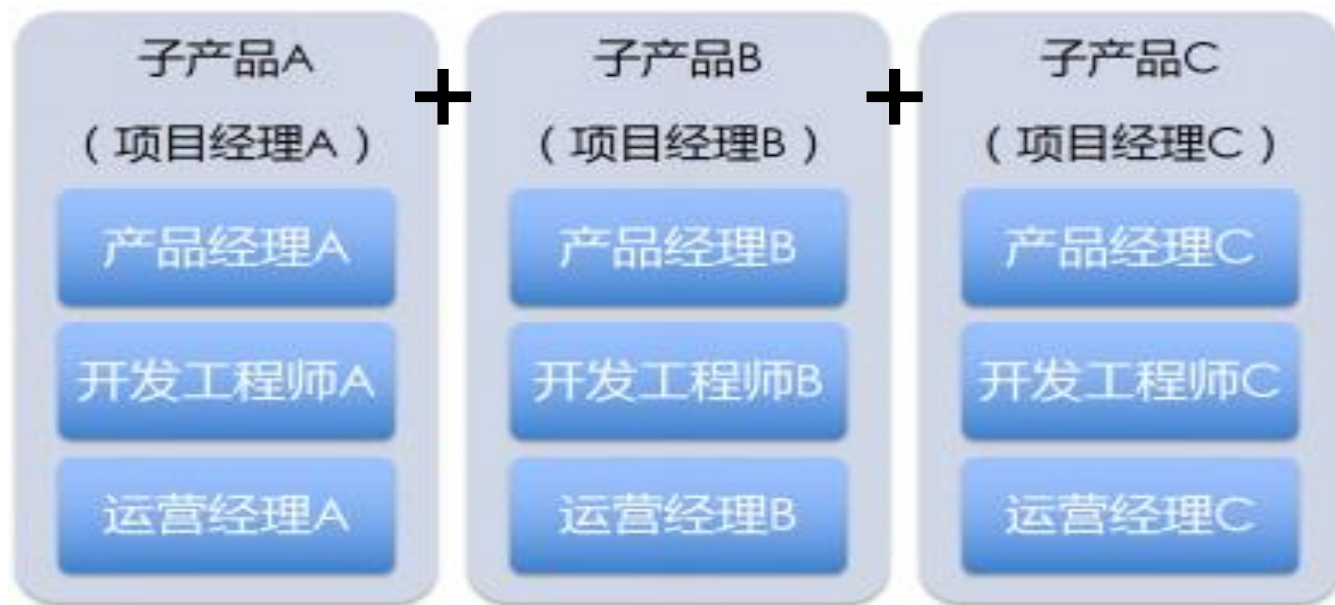 子产品A
(项目经理A)
产品经理A
开发工程师A
运营经理A
+
子产品B
(项目经理B)
产品经理B
开发工程师B
运营经理B
+
子产品C
(项目经理C)
产品经理C
开发工程师C
运营经理C